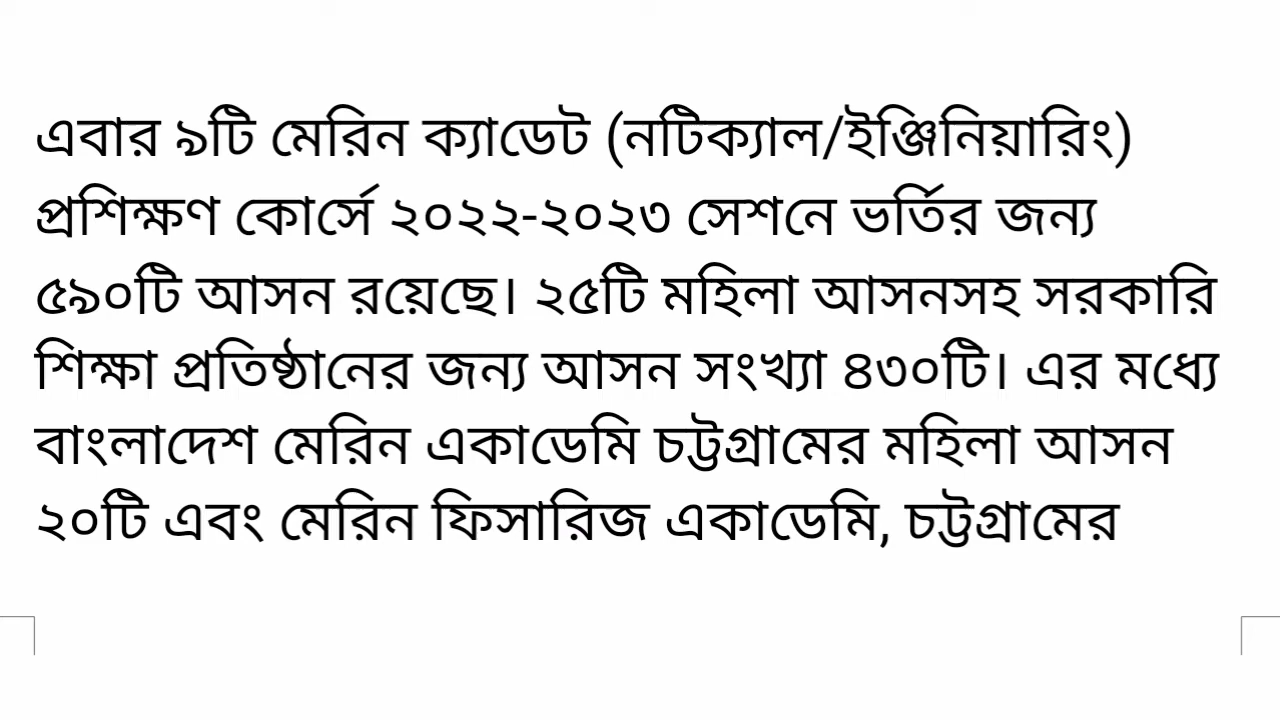 এবার ৯টি মেরিন ক্যাডেট (নটিক্যাল/ইঞ্জিনিয়ারিং)
প্রশিক্ষণ কোর্সে ২০২২-২০২৩ সেশনে ভর্তির জন্য
৫৯০টি আসন রয়েছে। ২৫টি মহিলা আসনসহ সরকারি
শিক্ষা প্রতিষ্ঠানের জন্য আসন সংখ্যা ৪৩০টি। এর মধ্যে
বাংলাদেশ মেরিন একাডেমি চট্টগ্রামের মহিলা আসন
২০টি এবং মেরিন ফিসারিজ একাডেমি, চট্টগ্রামের